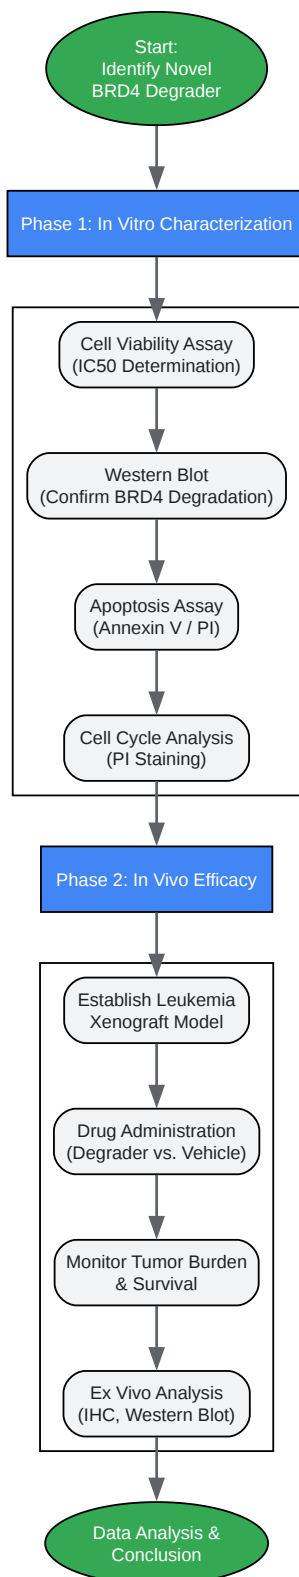 Start:
Identify Novel
BRD4 Degrader
Phase 1: In Vitro Characterization
Cell Viability Assay
(IC50 Determination)
Western Blot
(Confirm BRD4 Degradation)
Apoptosis Assay
(Annexin V / PI)
Cell Cycle Analysis
(PI Staining)
Phase 2: In Vivo Efficacy
Establish Leukemia
Xenograft Model
Drug Administration
(Degrader vs. Vehicle)
Monitor Tumor Burden
& Survival
Ex Vivo Analysis
(IHC, Western Blot)
Data Analysis &
Conclusion